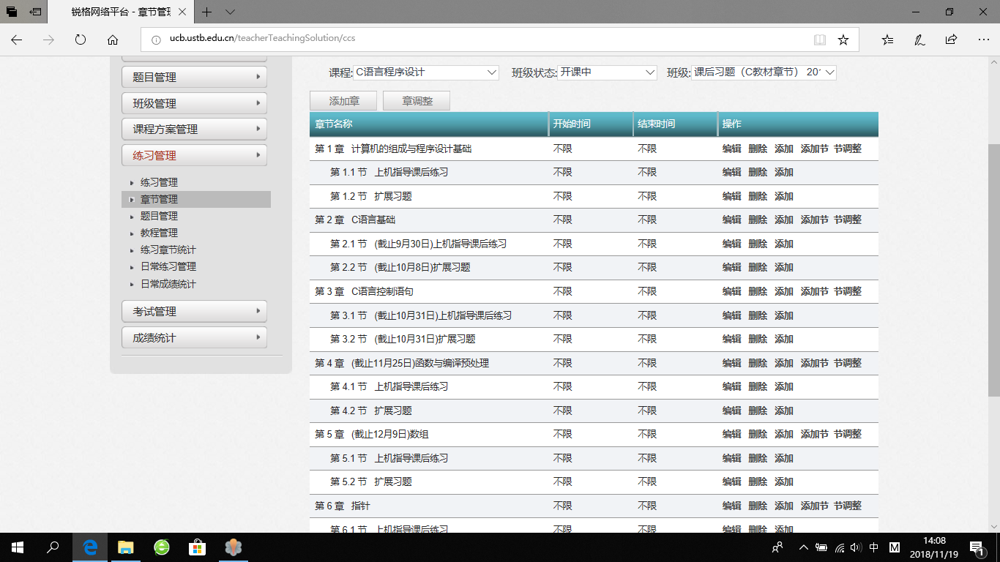 锐格网络平台 - 章节管理
ucb.ustb.edu.cn/teacherTeachingSolution/ccs
题目管理
班级管理
课程方案管理
练习管理
练习管理
章节管理
题目管理
教程管理
练习章节统计
日常练习管理
日常成绩统计
考试管理
成绩统计
课程: C语言程序设计 班级状态: 开课中 班级: 课后习题（C教材章节） 201
添加章 章调整
章节名称 开始时间 结束时间 操作
第 1 章 计算机的组成与程序设计基础 不限 不限 编辑 删除 添加 添加节 节调整
第 1.1 节 上机指导课后练习 不限 不限 编辑 删除 添加
第 1.2 节 扩展习题 不限 不限 编辑 删除 添加
第 2 章 C语言基础 不限 不限 编辑 删除 添加 添加节 节调整
第 2.1 节 (截止9月30日)上机指导课后练习 不限 不限 编辑 删除 添加
第 2.2 节 (截止10月8日)扩展习题 不限 不限 编辑 删除 添加
第 3 章 C语言控制语句 不限 不限 编辑 删除 添加 添加节 节调整
第 3.1 节 (截止10月31日)上机指导课后练习 不限 不限 编辑 删除 添加
第 3.2 节 (截止10月31日)扩展习题 不限 不限 编辑 删除 添加
第 4 章 (截止11月25日)函数与编译预处理 不限 不限 编辑 删除 添加 添加节 节调整
第 4.1 节 上机指导课后练习 不限 不限 编辑 删除 添加
第 4.2 节 扩展习题 不限 不限 编辑 删除 添加
第 5 章 (截止12月9日)数组 不限 不限 编辑 删除 添加 添加节 节调整
第 5.1 节 上机指导课后练习 不限 不限 编辑 删除 添加
第 5.2 节 扩展习题 不限 不限 编辑 删除 添加
第 6 章 指针 不限 不限 编辑 删除 添加 添加节 节调整
第 6.1 节 上机指导课后练习 不限 不限 编辑 删除 添加
中 M 14:08
2018/11/19 1